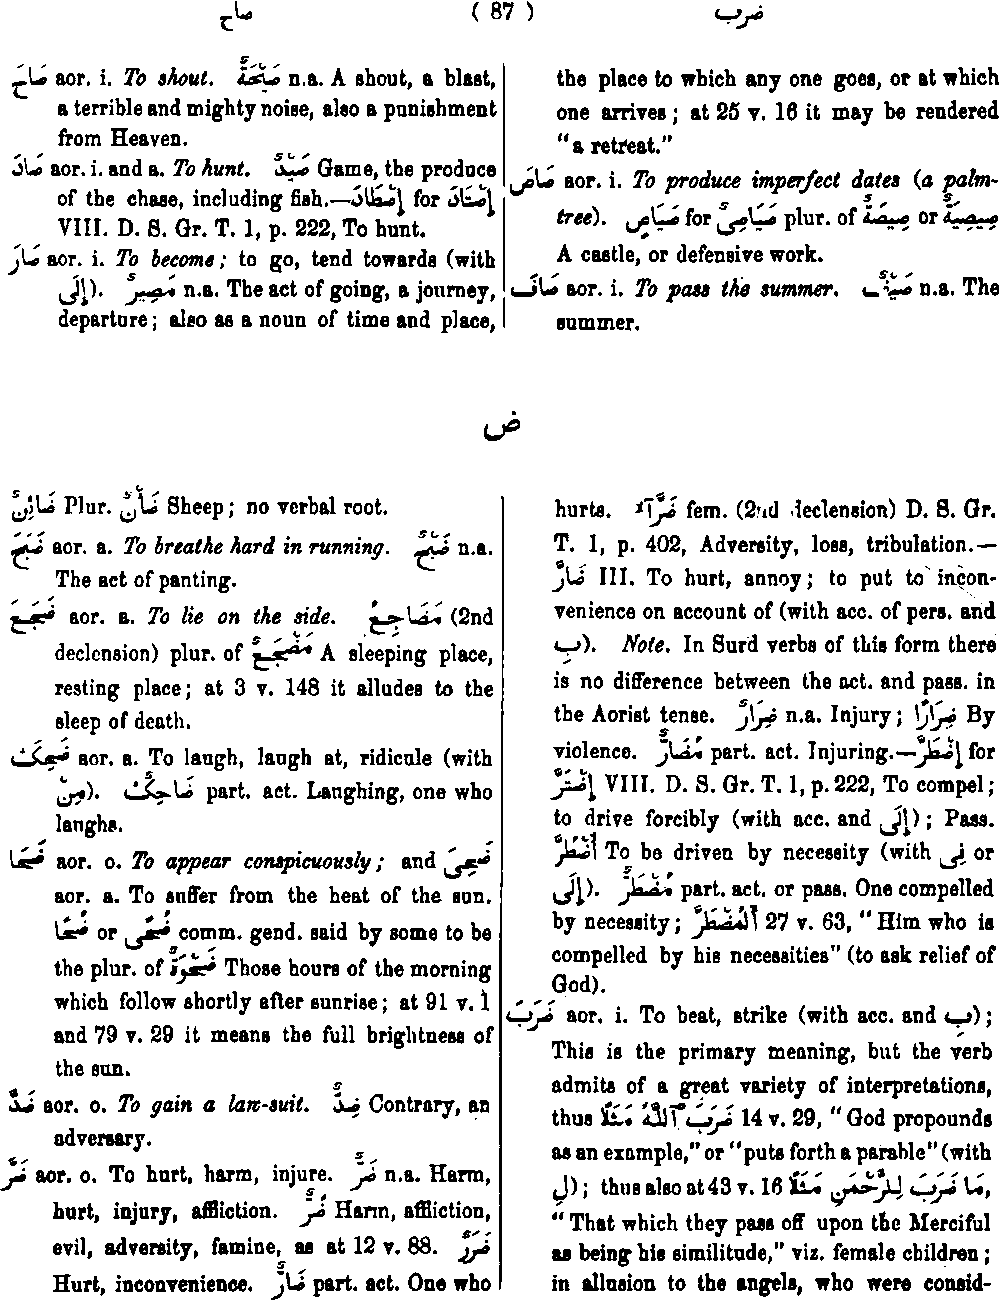 صاح ( 87 ) ضرب
صَاحَ aor. i. To shout. صَيْحَةٌ n.a. A shout, a blast,
a terrible and mighty noise, also a punishment
from Heaven.
صَادَ aor. i. and a. To hunt. صَيْدٌ Game, the produce
of the chase, including fish.—إِصْطَادَ for إِصْتَادَ
VIII. D. S. Gr. T. 1, p. 222, To hunt.
صَارَ aor. i. To become; to go, tend towards (with
إِلَى). مَصِيرٌ n.a. The act of going, a journey,
departure; also as a noun of time and place,
the place to which any one goes, or at which
one arrives; at 25 v. 16 it may be rendered
“a retreat.”
صَاصَ aor. i. To produce imperfect dates (a palm-
tree). صَيَاصٍ for صَيَاصِىُ plur. of صِيصَةٌ or صِيصِيَةٌ
A castle, or defensive work.
صَافَ aor. i. To pass the summer. صَيْفٌ n.a. The
summer.
ض
ضَائِنٌ Plur. ضَأْنٌ Sheep; no verbal root.
ضَبَحَ aor. a. To breathe hard in running. ضَبْحٌ n.a.
The act of panting.
ضَجَعَ aor. a. To lie on the side. مَضَاجِعُ (2nd
declension) plur. of مَضْجَعٌ A sleeping place,
resting place; at 3 v. 148 it alludes to the
sleep of death.
ضَحِكَ aor. a. To laugh, laugh at, ridicule (with
مِنْ). ضَاحِكٌ part. act. Laughing, one who
laughs.
ضَحَا aor. o. To appear conspicuously; and ضَحِىَ
aor. a. To suffer from the heat of the sun.
ضُحًا or ضُحًى comm. gend. said by some to be
the plur. of ضَحْوَةٌ Those hours of the morning
which follow shortly after sunrise; at 91 v. 1
and 79 v. 29 it means the full brightness of
the sun.
ضَدَّ aor. o. To gain a law-suit. ضِدٌّ Contrary, an
adversary.
ضَرَّ aor. o. To hurt, harm, injure. ضَرٌّ n.a. Harm,
hurt, injury, affliction. ضُرٌّ Harm, affliction,
evil, adversity, famine, as at 12 v. 88. ضَرَرٌ
Hurt, inconvenience. ضَارٌّ part. act. One who
hurts. ضَرَّآءُ fem. (2nd declension) D. S. Gr.
T. 1, p. 402, Adversity, loss, tribulation.—
ضَارَّ III. To hurt, annoy; to put to incon-
venience on account of (with acc. of pers. and
بِ). Note. In Surd verbs of this form there
is no difference between the act. and pass. in
the Aorist tense. ضِرَارٌ n.a. Injury; ضِرَارًا By
violence. مُضَارٌّ part. act. Injuring.—إِضْطَرَّ for
إِضْتَرَّ VIII. D. S. Gr. T. 1, p. 222, To compel;
to drive forcibly (with acc. and إِلَى); Pass.
أُضْطُرَّ To be driven by necessity (with فِى or
إِلَى). مُضْطَرٌّ part. act. or pass. One compelled
by necessity; أَلْمُضْطَرَّ 27 v. 63, “Him who is
compelled by his necessities” (to ask relief of
God).
ضَرَبَ aor. i. To beat, strike (with acc. and بِ);
This is the primary meaning, but the verb
admits of a great variety of interpretations,
thus ضَرَبَ ٱللّٰهُ مَثَلًا 14 v. 29, “God propounds
as an example,” or “puts forth a parable” (with
لِ); thus also at 43 v. 16 مَا ضَرَبَ لِلرَّحْمٰنِ مَثَلًا,
“That which they pass off upon the Merciful
as being his similitude,” viz. female children;
in allusion to the angels, who were consid-